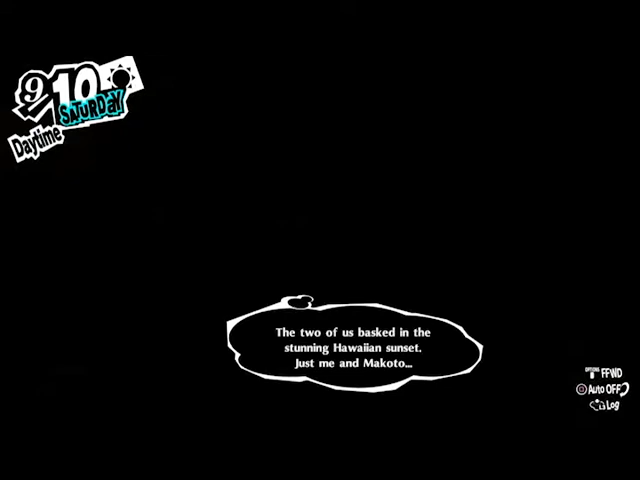 9/10
SATURDAY
Daytime
The two of us basked in the
stunning Hawaiian sunset.
Just me and Makoto...
OPTIONS FFWD
Auto OFF
Log